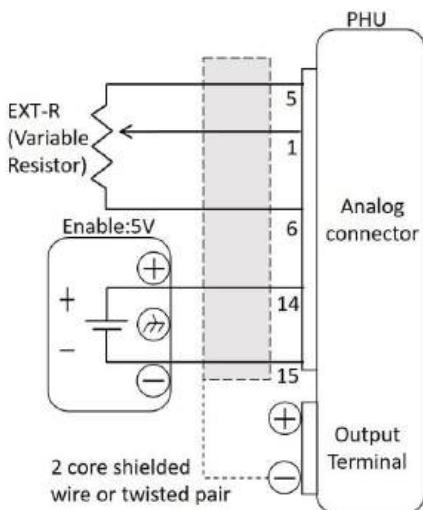 PHU
EXT-R
(Variable
Resistor)
5
1
6
Enable:5V
Analog
connector
+
+
14
-
-
15
+
Output
Terminal
-
2 core shielded
wire or twisted pair